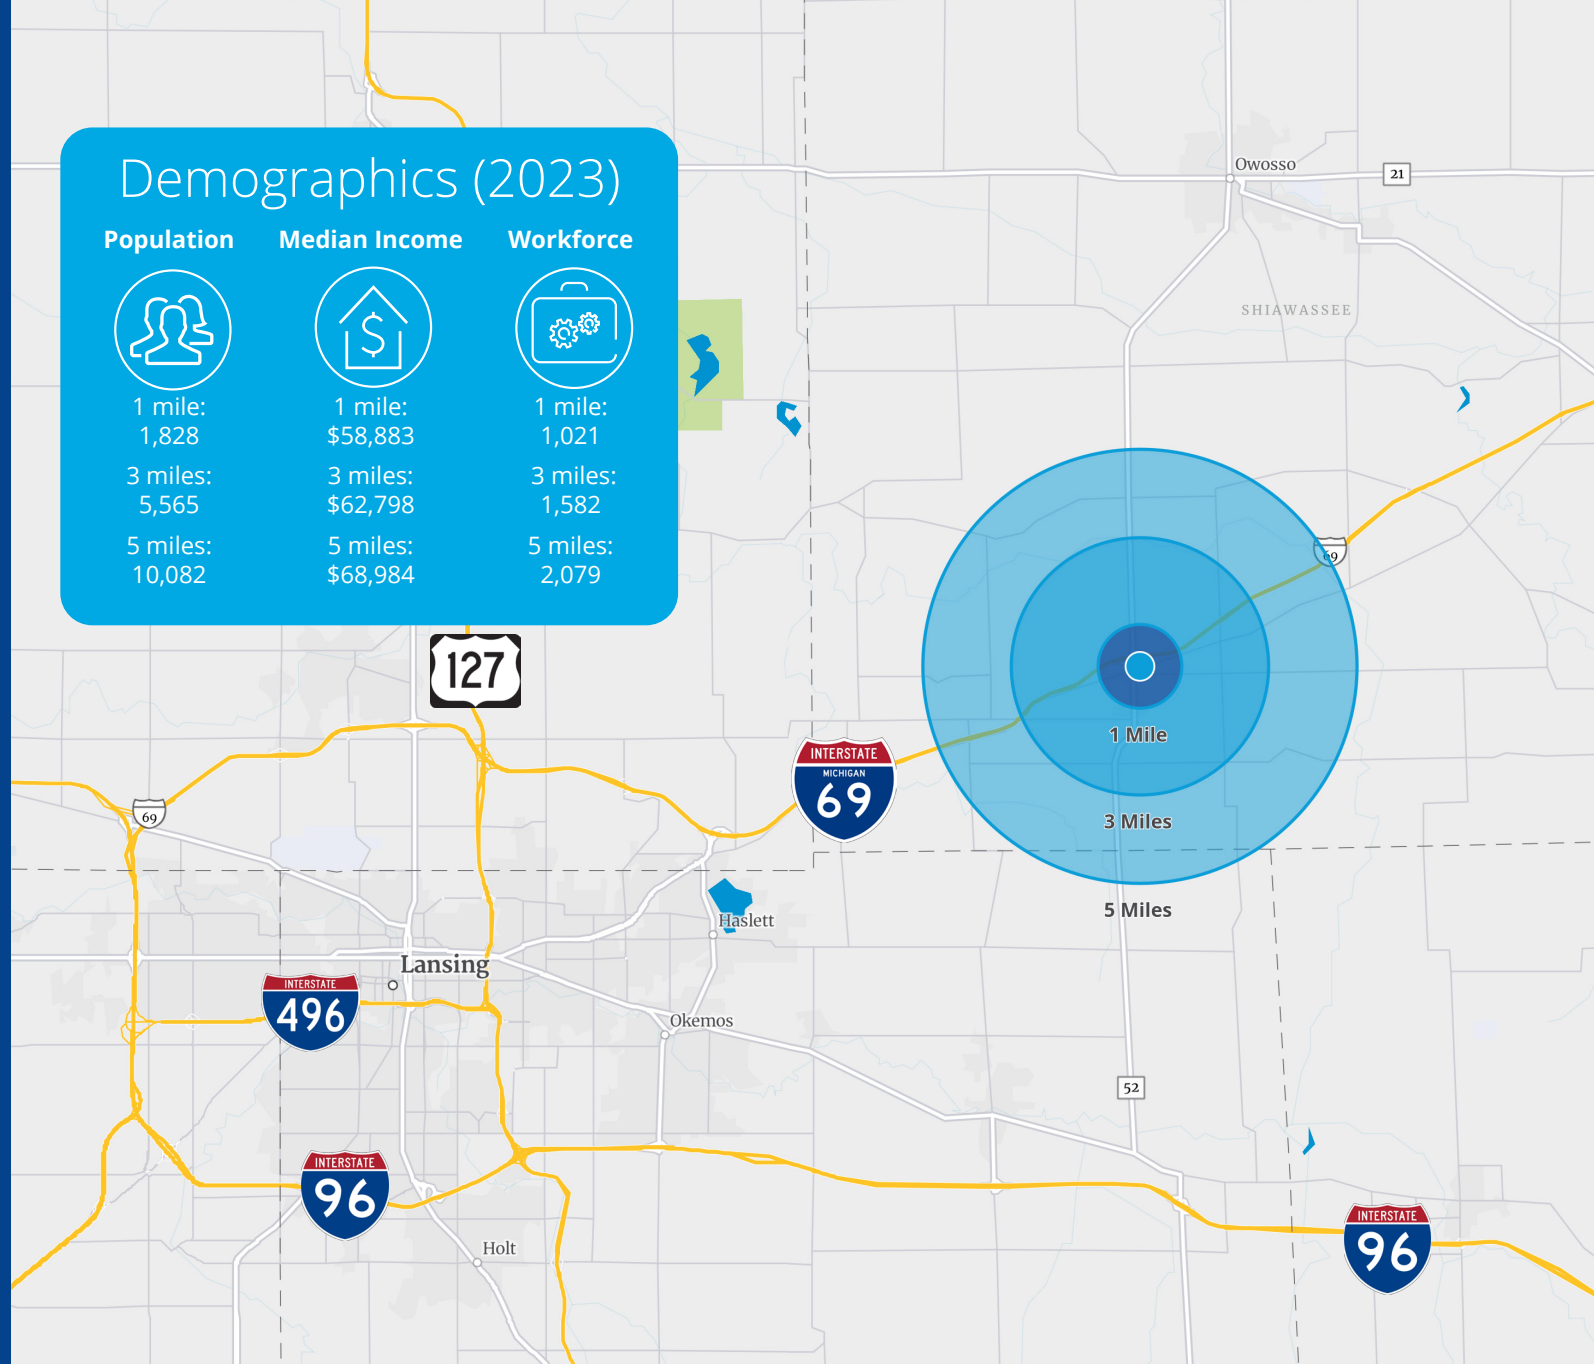 Demographics (2023)
Population
1 mile:
1,828
3 miles:
5,565
5 miles:
10,082
Median Income
$
1 mile:
$58,883
3 miles:
$62,798
5 miles:
$68,984
Workforce
1 mile:
1,021
3 miles:
1,582
5 miles:
2,079
Owosso
21
SHIAWASSEE
69
127
1 Mile
INTERSTATE
MICHIGAN
69
69
3 Miles
5 Miles
Haslett
Lansing
INTERSTATE
496
Okemos
52
INTERSTATE
96
INTERSTATE
96
Holt